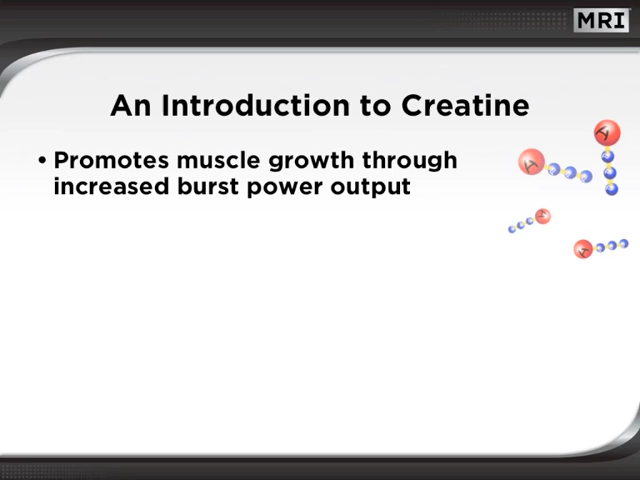 MRI
An Introduction to Creatine
• Promotes muscle growth through
increased burst power output
A
A
A
A